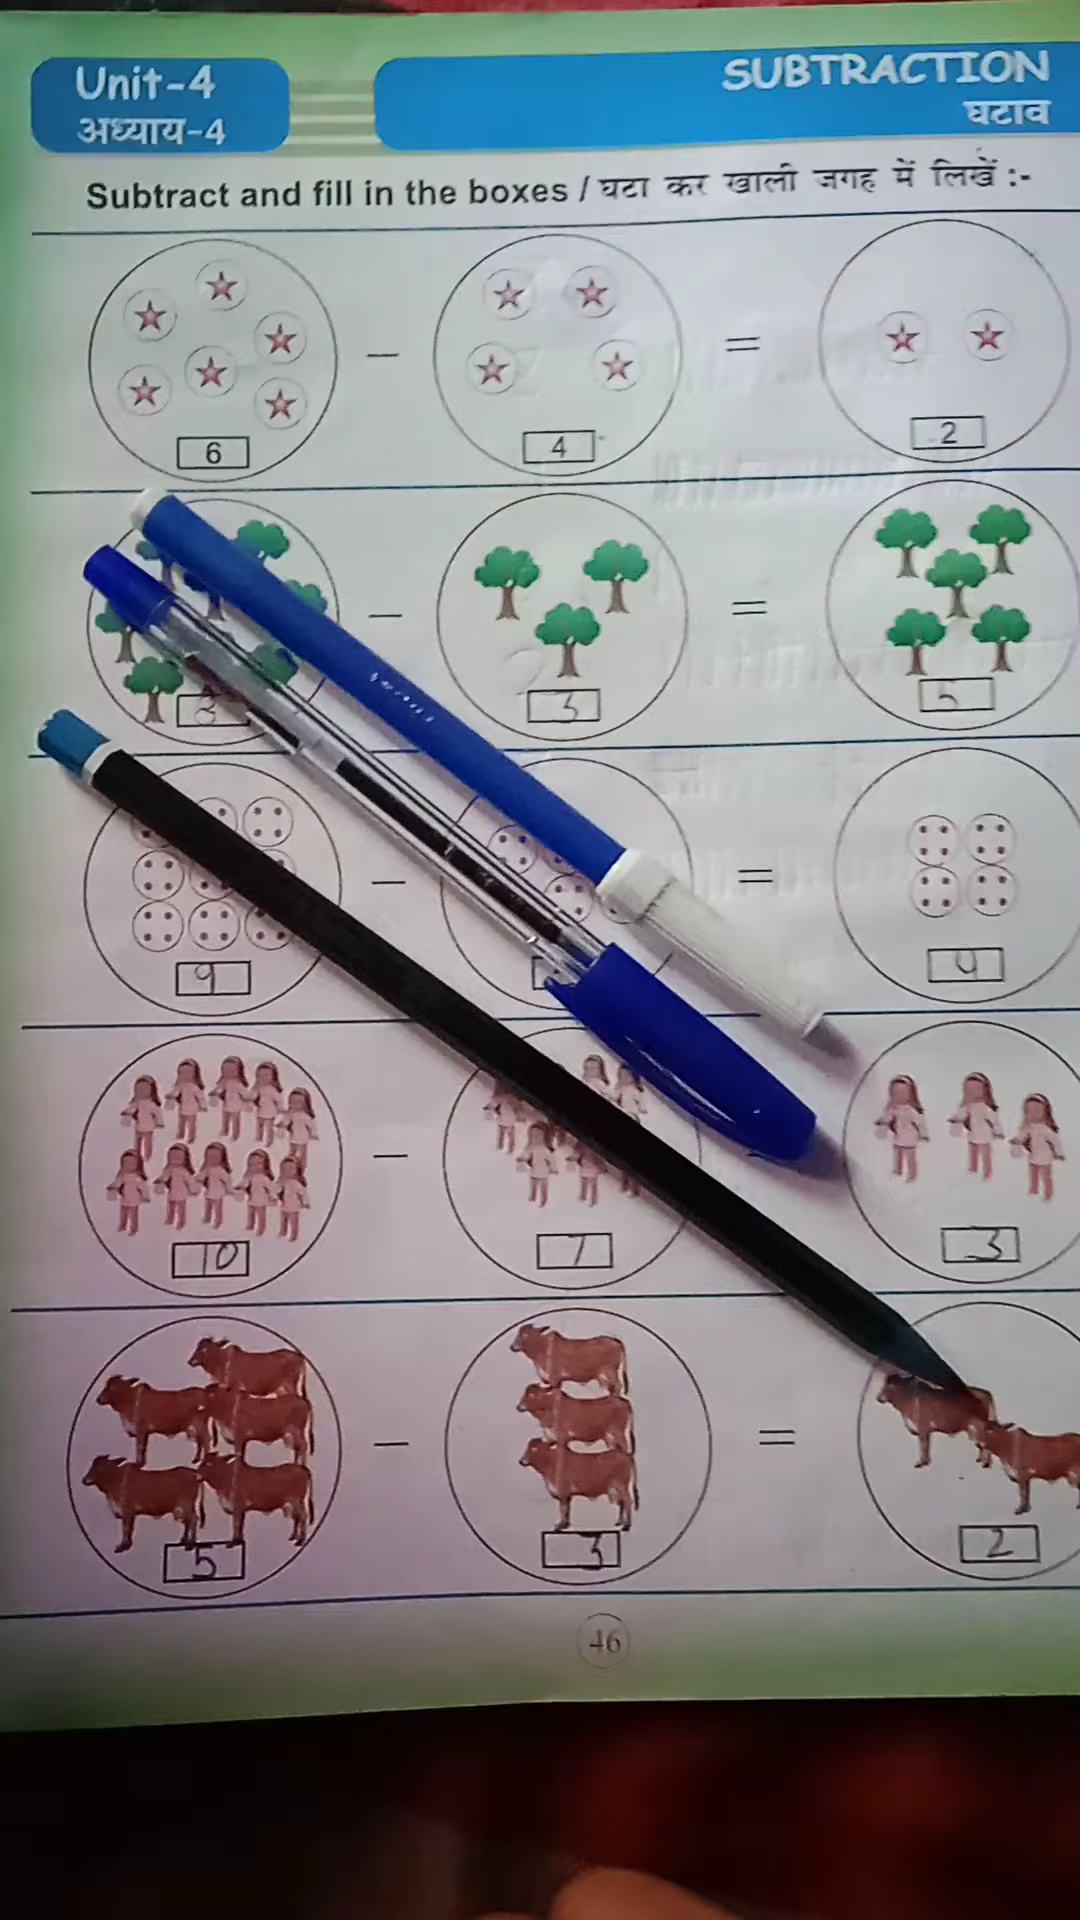 Unit-4
अध्याय-4
SUBTRACTION
घटाव
Subtract and fill in the boxes / घटा कर खाली जगह में लिखें :-
6 − 4 = 2
8 − 3 = 5
9 − = 4
10 − 7 3
5 − 3 = 2
46